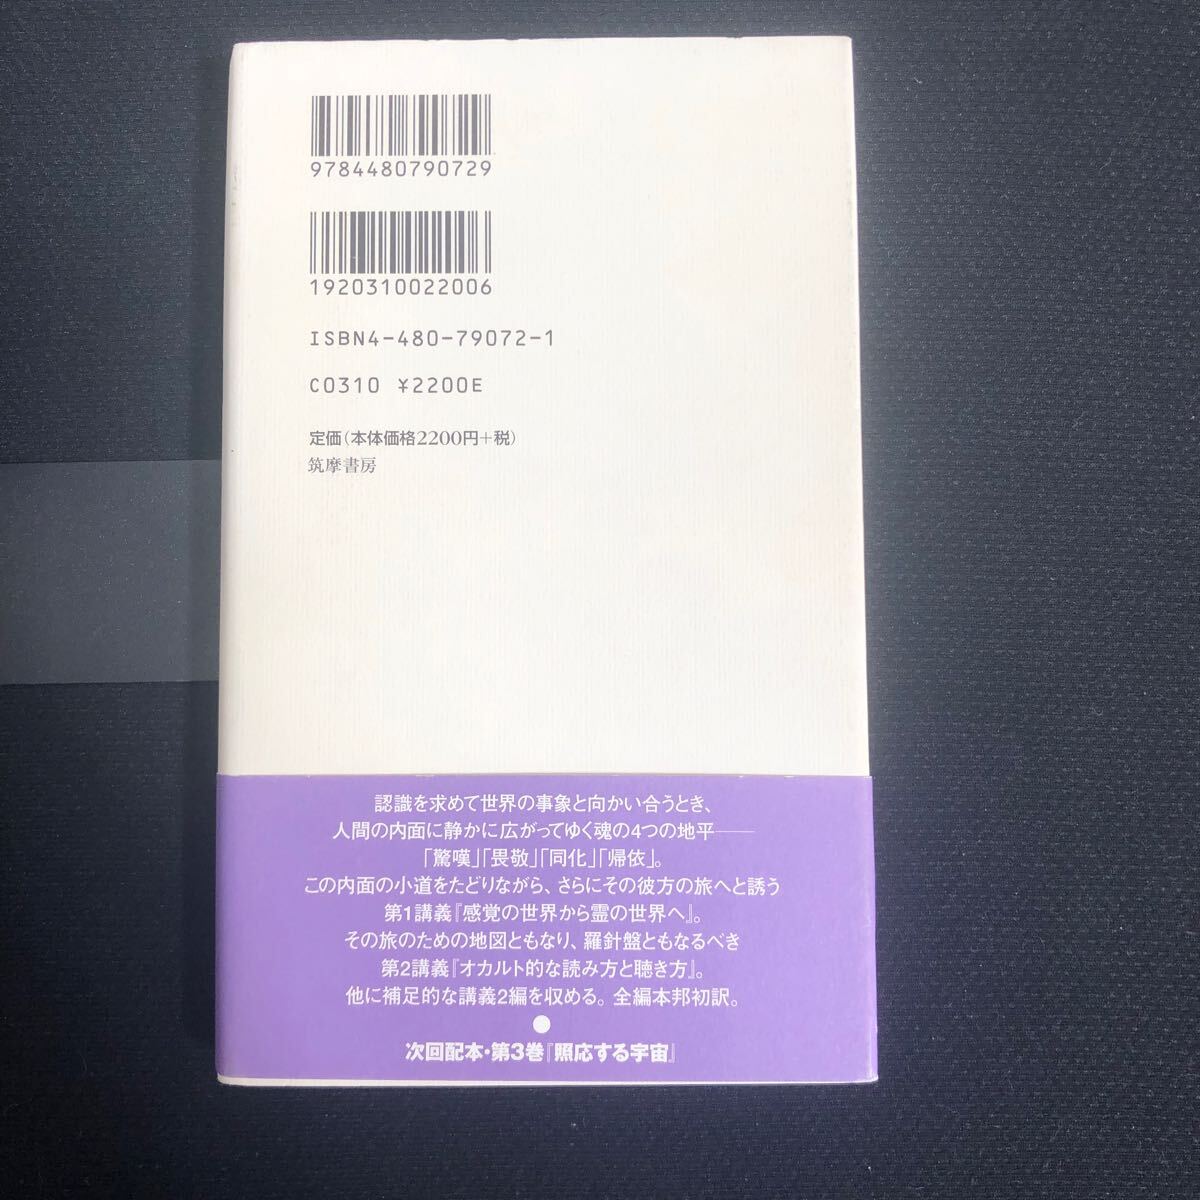 9784480790729
1920310022006
ISBN4-480-79072-1
C0310 ¥2200E
定価(本体価格2200円+税)
筑摩書房
認識を求めて世界の事象と向かい合うとき、
人間の内面に静かに広がってゆく魂の4つの地平——
「驚嘆」「畏敬」「同化」「帰依」。
この内面の小道をたどりながら、さらにその彼方の旅へと誘う
第1講義『感覚の世界から霊の世界へ』。
その旅のための地図ともなり、羅針盤ともなるべき
第2講義『オカルト的な読み方と聴き方』。
他に補足的な講義2編を収める。全編本邦初訳。
●
次回配本・第3巻『照応する宇宙』